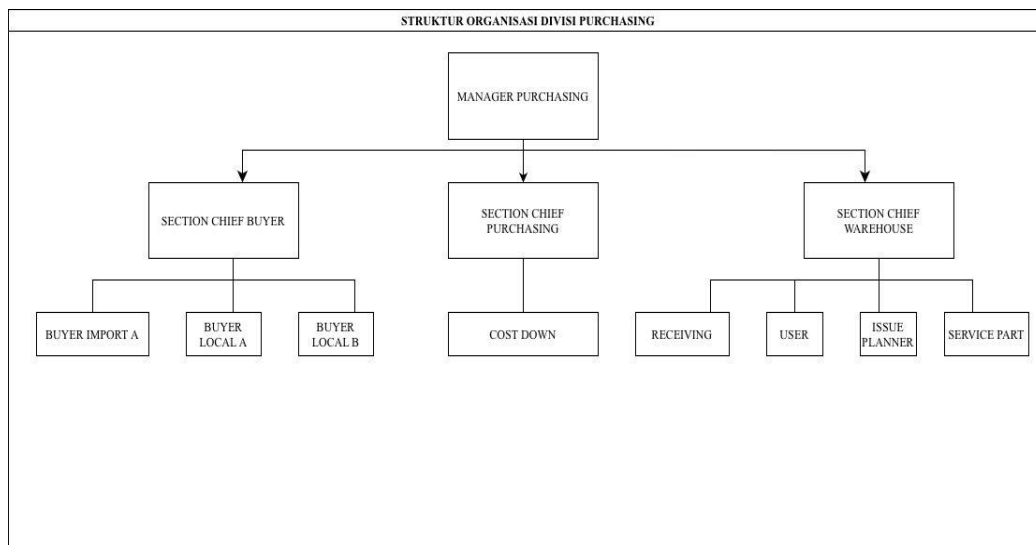 STRUKTUR ORGANISASI DIVISI PURCHASING
MANAGER PURCHASING
SECTION CHIEF BUYER
SECTION CHIEF
PURCHASING
SECTION CHIEF
WAREHOUSE
BUYER IMPORT A
BUYER
LOCAL A
BUYER
LOCAL B
COST DOWN
RECEIVING
USER
ISSUE
PLANNER
SERVICE PART